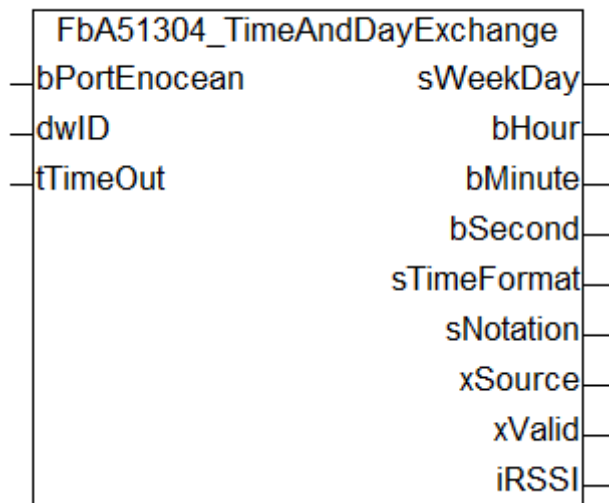 FbA51304_TimeAndDayExchange
bPortEnocean sWeekDay
dwID bHour
tTimeOut bMinute
bSecond
sTimeFormat
sNotation
xSource
xValid
iRSSI